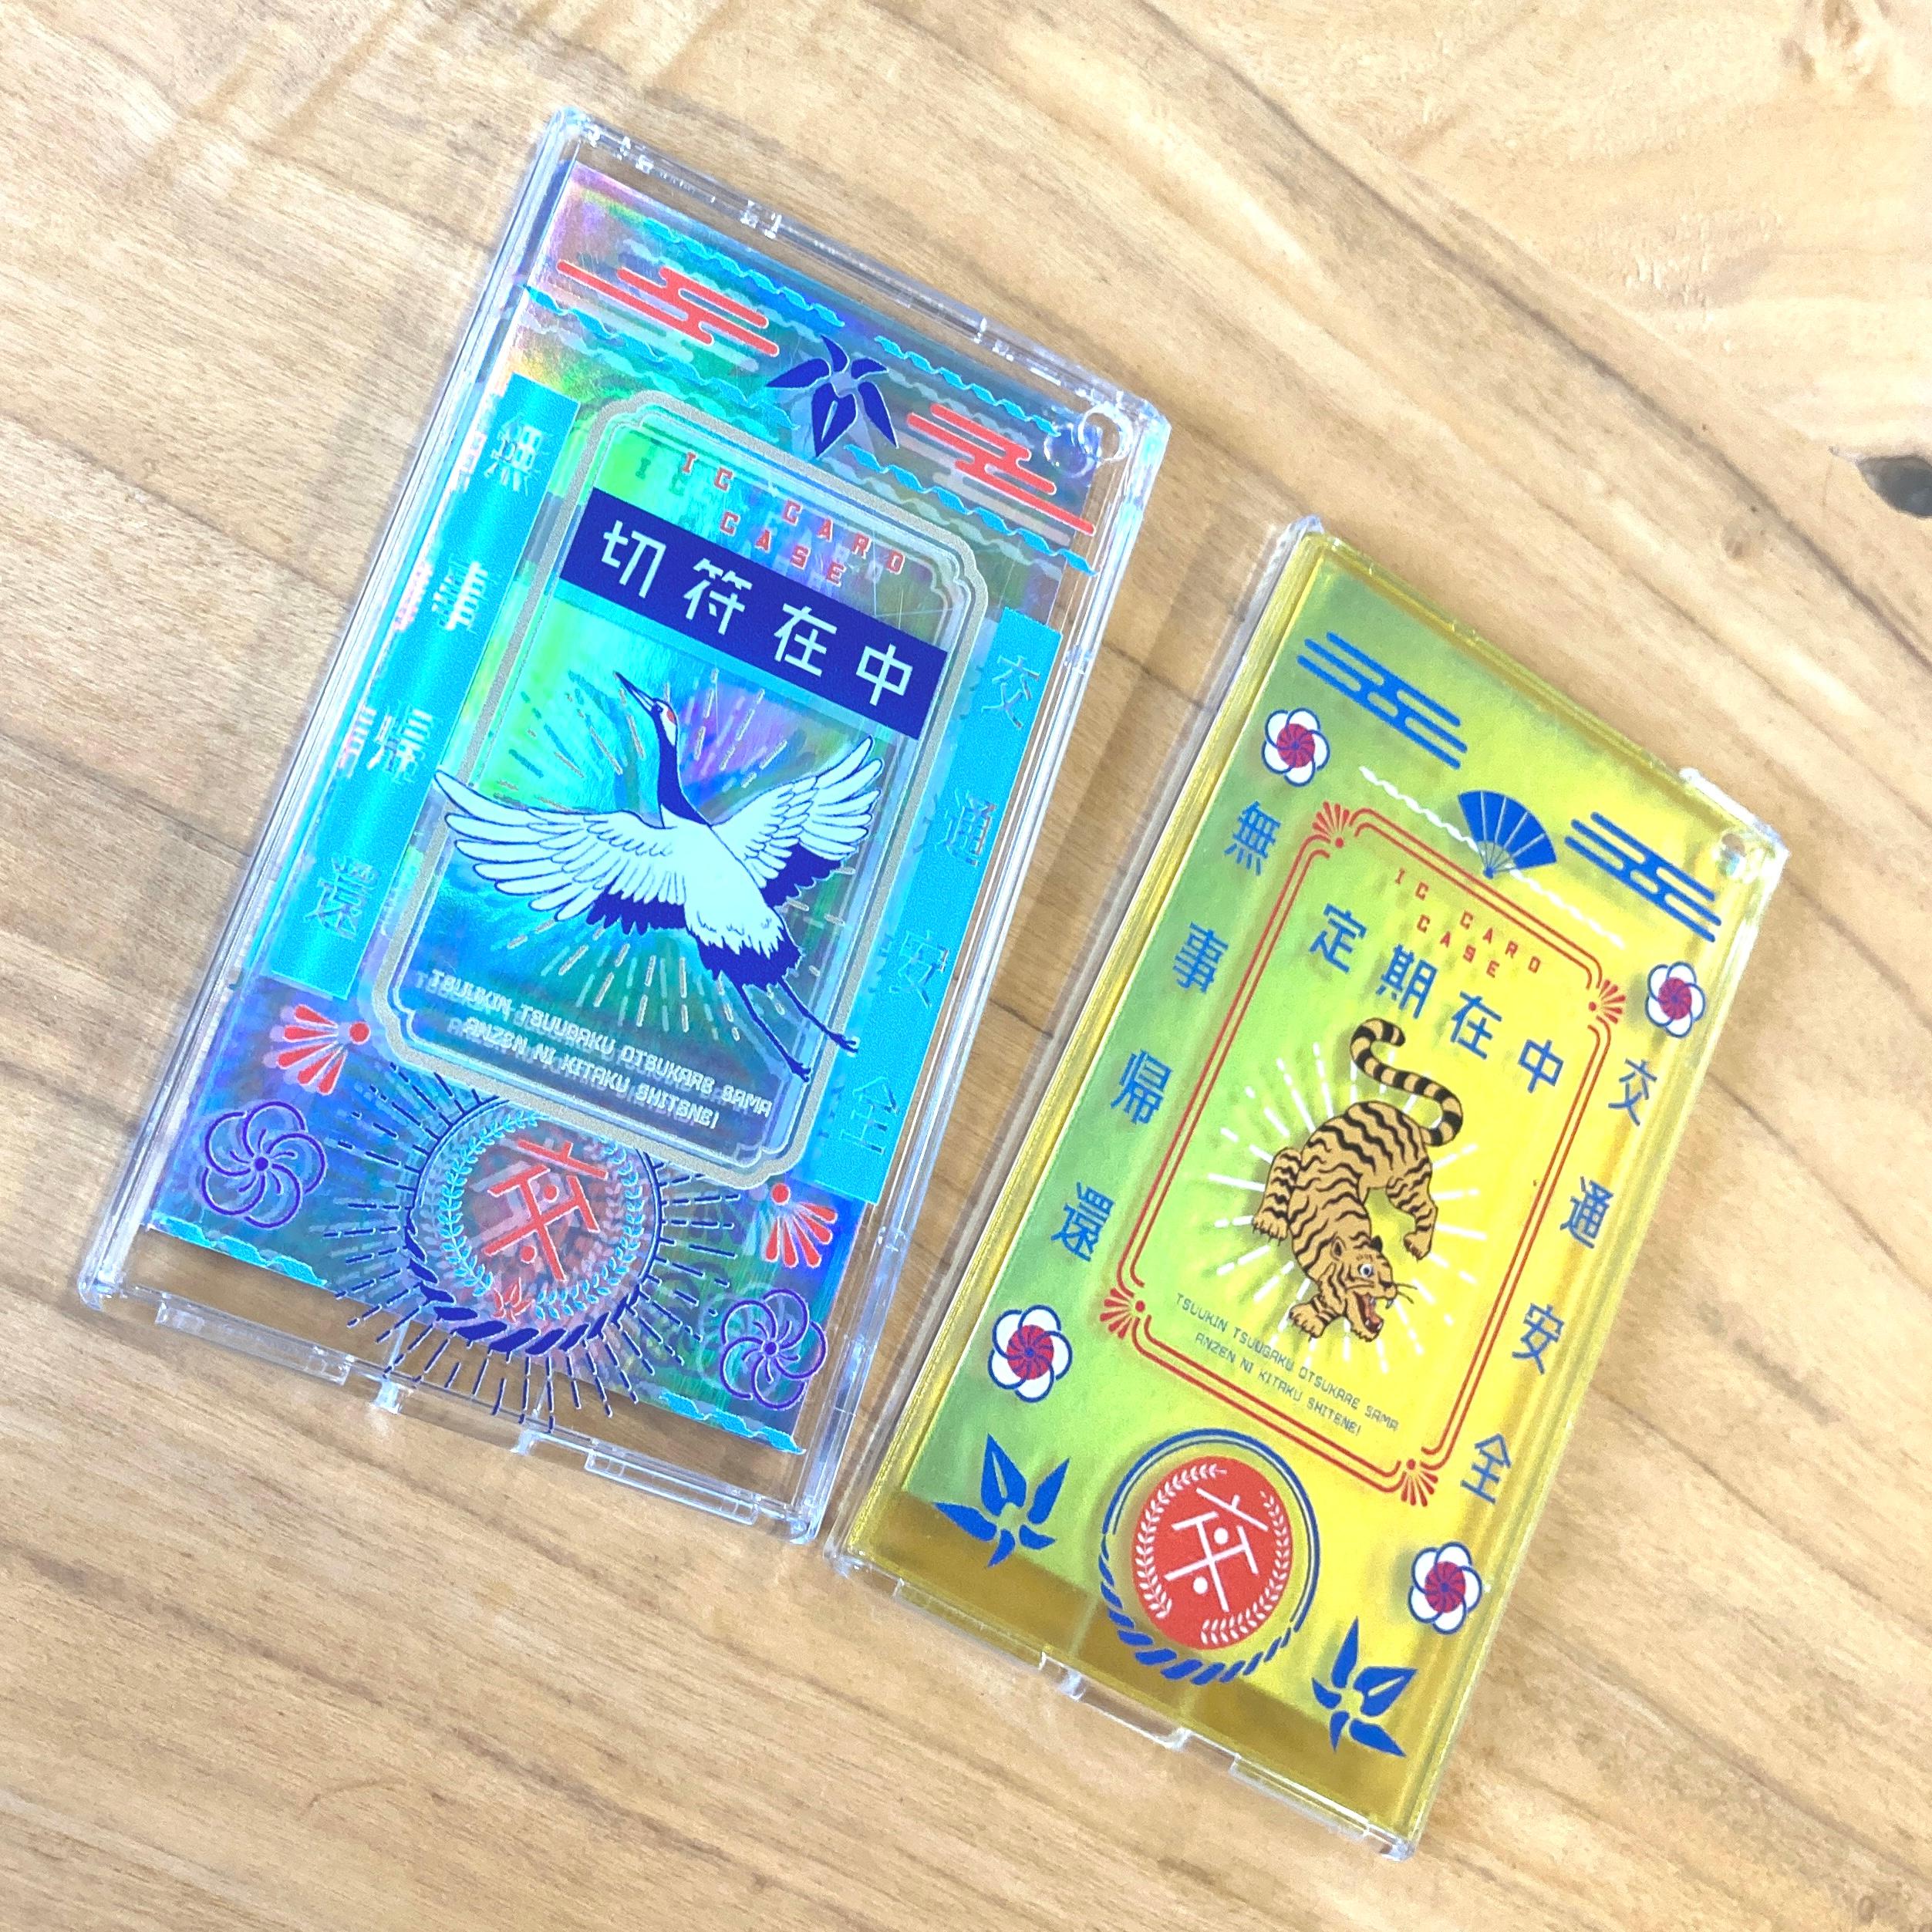 IC CARD
CASE
切符在中
無事帰還
交通安全
TSUUKIN TSUUGAKU OTSUKARE SAMA
ANZEN NI KITAKU SHITENE!
IC CARD
CASE
定期在中
無事帰還
交通安全
TSUUKIN TSUUGAKU OTSUKARE SAMA
ANZEN NI KITAKU SHITENE!